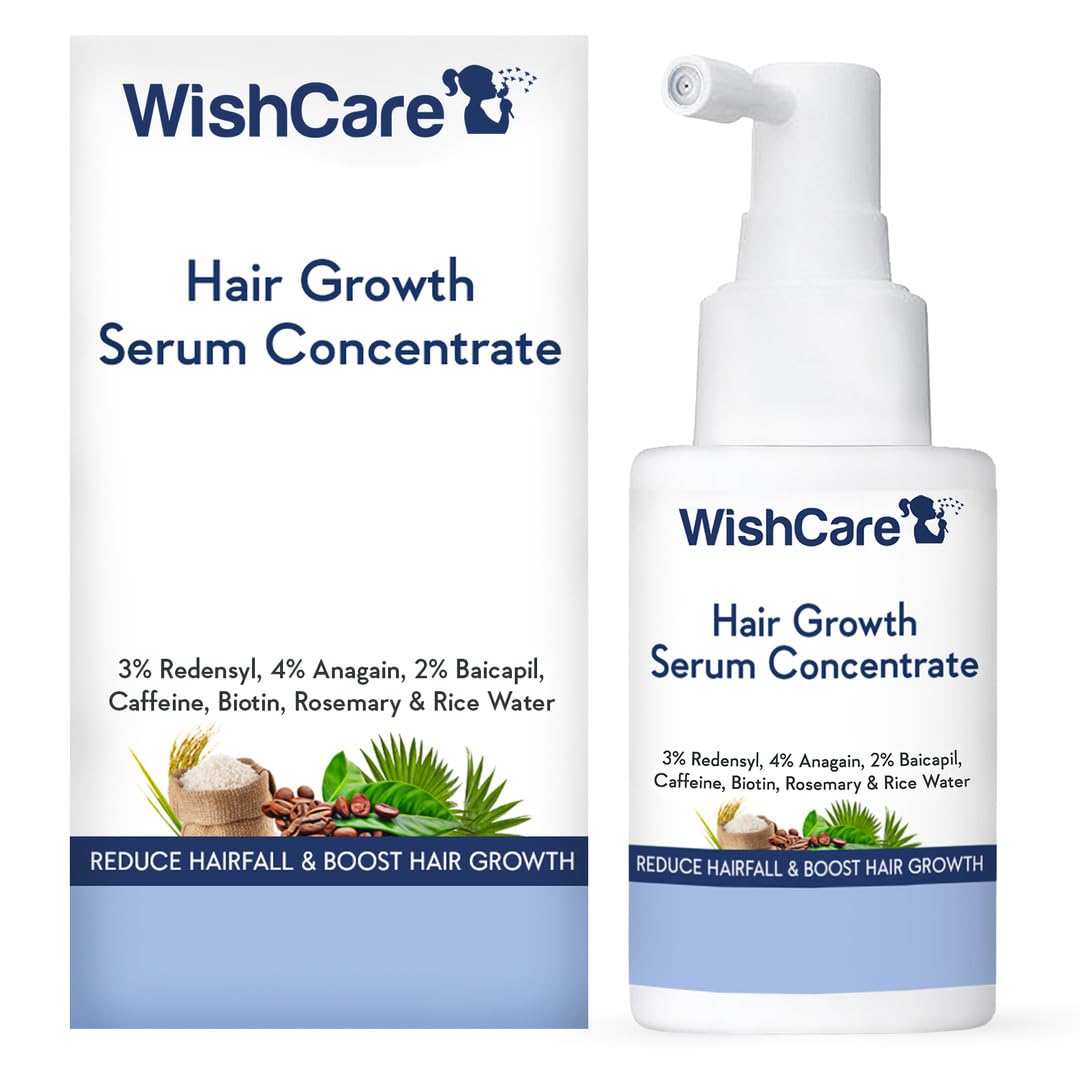 WishCare
Hair Growth
Serum Concentrate
3% Redensyl, 4% Anagain, 2% Baicapil,
Caffeine, Biotin, Rosemary & Rice Water
REDUCE HAIRFALL & BOOST HAIR GROWTH
WishCare
Hair Growth
Serum Concentrate
3% Redensyl, 4% Anagain, 2% Baicapil,
Caffeine, Biotin, Rosemary & Rice Water
REDUCE HAIRFALL & BOOST HAIR GROWTH